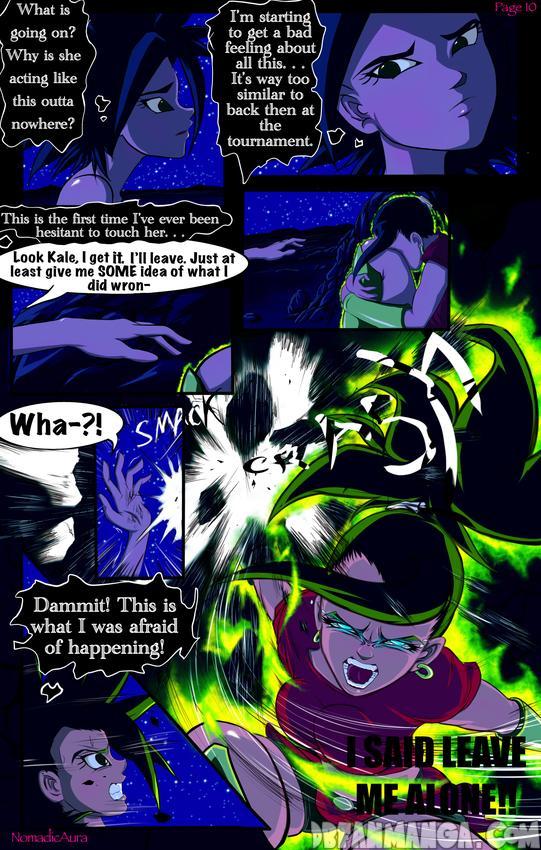 Page 10
What is
going on?
Why is she
acting like
this outta
nowhere?
I'm starting
to get a bad
feeling about
all this. . .
It's way too
similar to
back then at
the
tournament.
This is the first time I've ever been
hesitant to touch her. . .
Look Kale, I get it. I'll leave. Just at
least give me SOME idea of what I
did wron-
Wha-?!
SMACK
Dammit! This is
what I was afraid
of happening!
I SAID LEAVE
ME ALONE!!
NomadicAura
DBFANMANGA.COM